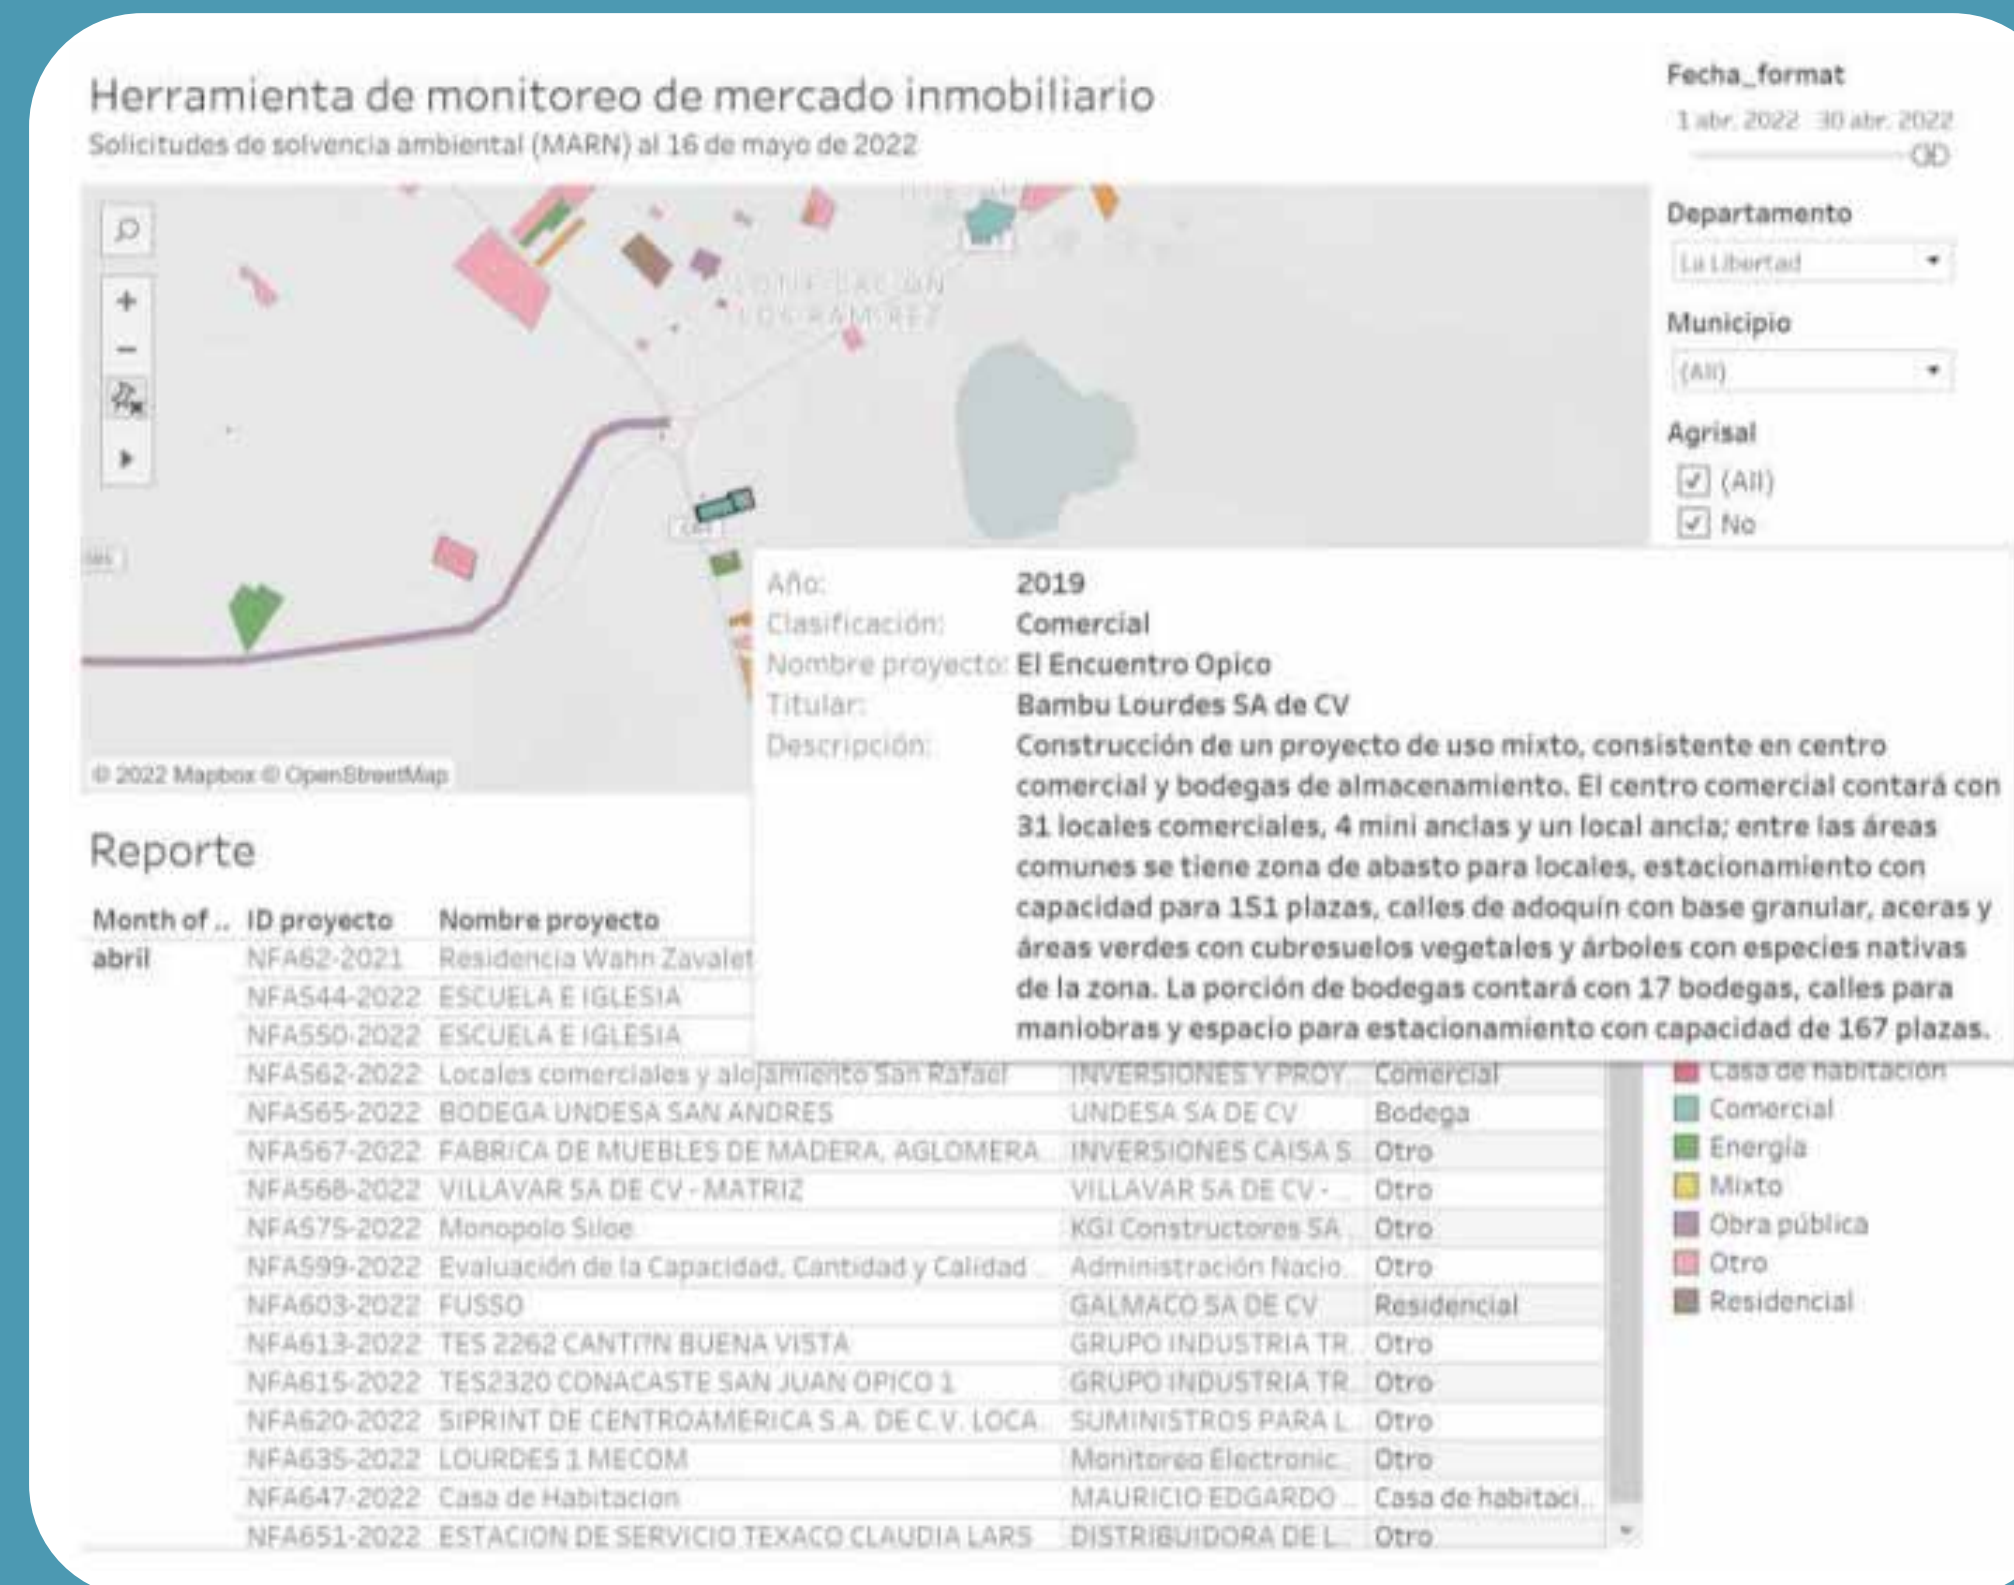 Herramienta de monitoreo de mercado inmobiliario
Solicitudes de solvencia ambiental (MARN) al 16 de mayo de 2022
Fecha_format
1 abr. 2022 30 abr. 2022
Departamento
La Libertad
Municipio
(All)
Agrisal
(All)
No
LOS RAMIREZ
© 2022 Mapbox © OpenStreetMap
Año: 2019
Clasificación: Comercial
Nombre proyecto: El Encuentro Opico
Titular: Bambu Lourdes SA de CV
Descripción: Construcción de un proyecto de uso mixto, consistente en centro
comercial y bodegas de almacenamiento. El centro comercial contará con
31 locales comerciales, 4 mini anclas y un local ancla; entre las áreas
comunes se tiene zona de abasto para locales, estacionamiento con
capacidad para 151 plazas, calles de adoquín con base granular, aceras y
áreas verdes con cubresuelos vegetales y árboles con especies nativas
de la zona. La porción de bodegas contará con 17 bodegas, calles para
maniobras y espacio para estacionamiento con capacidad de 167 plazas.
Reporte
Month of .. ID proyecto Nombre proyecto
abril NFA62-2021 Residencia Wahn Zavalet
NFA544-2022 ESCUELA E IGLESIA
NFA550-2022 ESCUELA E IGLESIA
NFA562-2022 Locales comerciales y alojamiento San Rafael INVERSIONES Y PROY.. Comercial
NFA565-2022 BODEGA UNDESA SAN ANDRES UNDESA SA DE CV Bodega
NFA567-2022 FABRICA DE MUEBLES DE MADERA, AGLOMERA.. INVERSIONES CAISA S.. Otro
NFA568-2022 VILLAVAR SA DE CV - MATRIZ VILLAVAR SA DE CV - .. Otro
NFA575-2022 Monopolo Siloe KGI Constructores SA .. Otro
NFA599-2022 Evaluación de la Capacidad, Cantidad y Calidad .. Administración Nacio.. Otro
NFA603-2022 FUSSO GALMACO SA DE CV Residencial
NFA613-2022 TES 2262 CANTI?N BUENA VISTA GRUPO INDUSTRIA TR.. Otro
NFA615-2022 TES2320 CONACASTE SAN JUAN OPICO 1 GRUPO INDUSTRIA TR.. Otro
NFA620-2022 SIPRINT DE CENTROAMERICA S.A. DE C.V. LOCA.. SUMINISTROS PARA L.. Otro
NFA635-2022 LOURDES 1 MECOM Monitoreo Electronic.. Otro
NFA647-2022 Casa de Habitacion MAURICIO EDGARDO .. Casa de habitaci..
NFA651-2022 ESTACION DE SERVICIO TEXACO CLAUDIA LARS DISTRIBUIDORA DE L.. Otro
Casa de habitación
Comercial
Energía
Mixto
Obra pública
Otro
Residencial